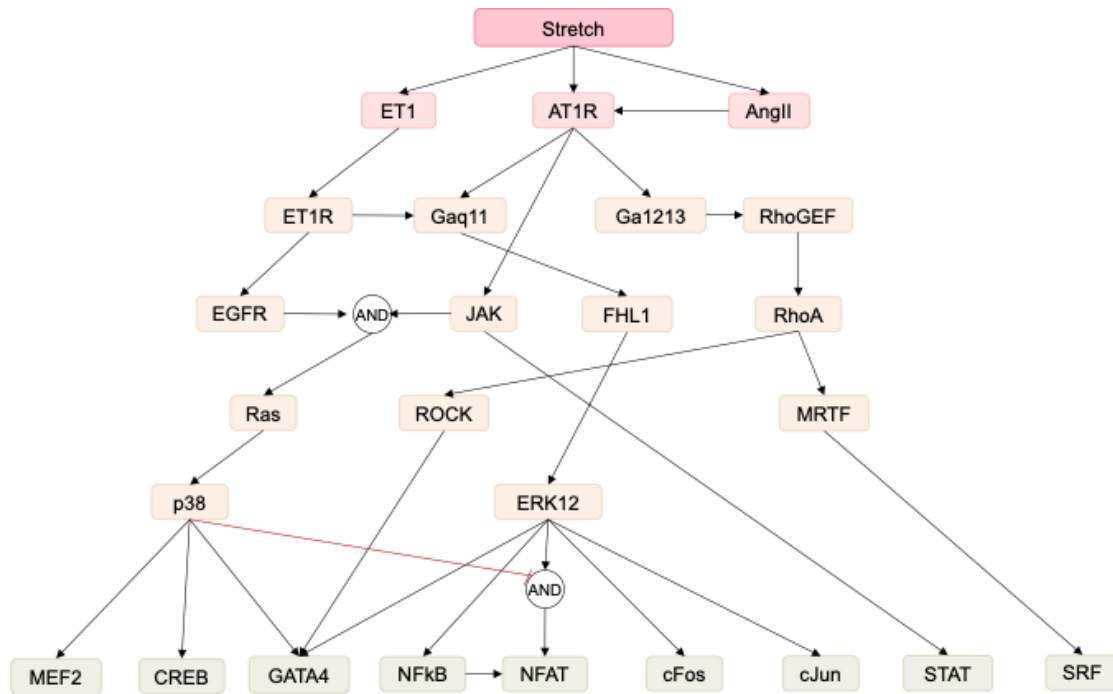 Stretch
ET1
AT1R
AngII
ET1R
Gaq11
Ga1213
RhoGEF
EGFR
AND
JAK
FHL1
RhoA
Ras
ROCK
MRTF
p38
ERK12
AND
MEF2
CREB
GATA4
NFkB
NFAT
cFos
cJun
STAT
SRF